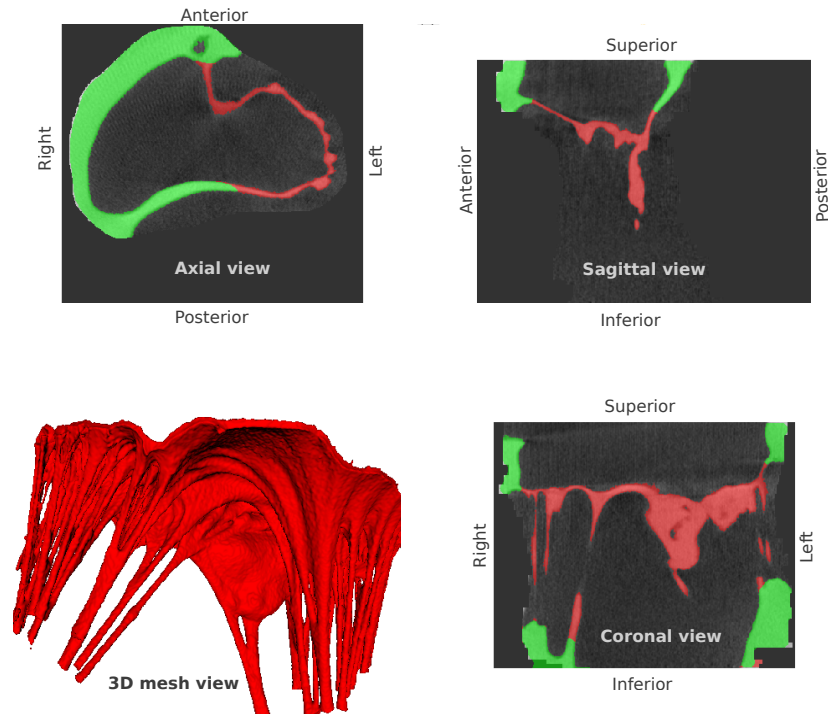 Anterior
Right
Left
Axial view
Posterior
Superior
Anterior
Posterior
Sagittal view
Inferior
3D mesh view
Superior
Right
Left
Coronal view
Inferior